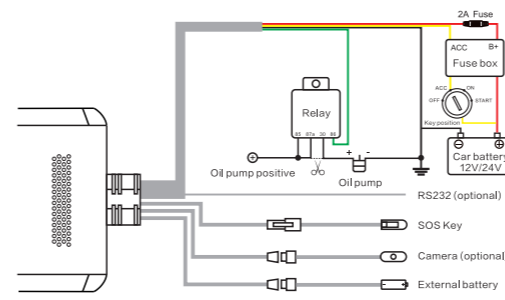 2A Fuse
ACC B+
Fuse box
ACC ON
OFF START
Key position
Relay
85 87a 30 86
Oil pump positive
+ -
Oil pump
Car battery
12V/24V
RS232 (optional)
SOS Key
Camera (optional
External battery